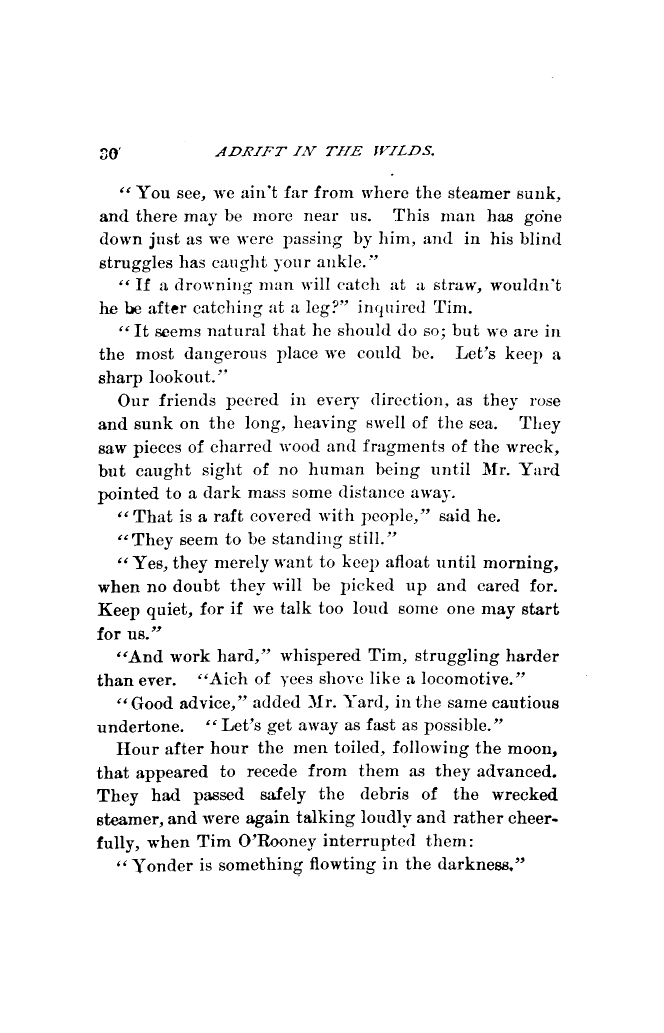 30 ADRIFT IN THE WILDS.
“You see, we ain't far from where the steamer sunk,
and there may be more near us. This man has gone
down just as we were passing by him, and in his blind
struggles has caught your ankle.”
“If a drowning man will catch at a straw, wouldn't
he be after catching at a leg?” inquired Tim.
“It seems natural that he should do so; but we are in
the most dangerous place we could be. Let's keep a
sharp lookout.”
Our friends peered in every direction, as they rose
and sunk on the long, heaving swell of the sea. They
saw pieces of charred wood and fragments of the wreck,
but caught sight of no human being until Mr. Yard
pointed to a dark mass some distance away.
“That is a raft covered with people,” said he.
“They seem to be standing still.”
“Yes, they merely want to keep afloat until morning,
when no doubt they will be picked up and cared for.
Keep quiet, for if we talk too loud some one may start
for us.”
“And work hard,” whispered Tim, struggling harder
than ever. “Aich of yees shove like a locomotive.”
“Good advice,” added Mr. Yard, in the same cautious
undertone. “Let's get away as fast as possible.”
Hour after hour the men toiled, following the moon,
that appeared to recede from them as they advanced.
They had passed safely the debris of the wrecked
steamer, and were again talking loudly and rather cheer-
fully, when Tim O'Rooney interrupted them:
“Yonder is something flowting in the darkness.”